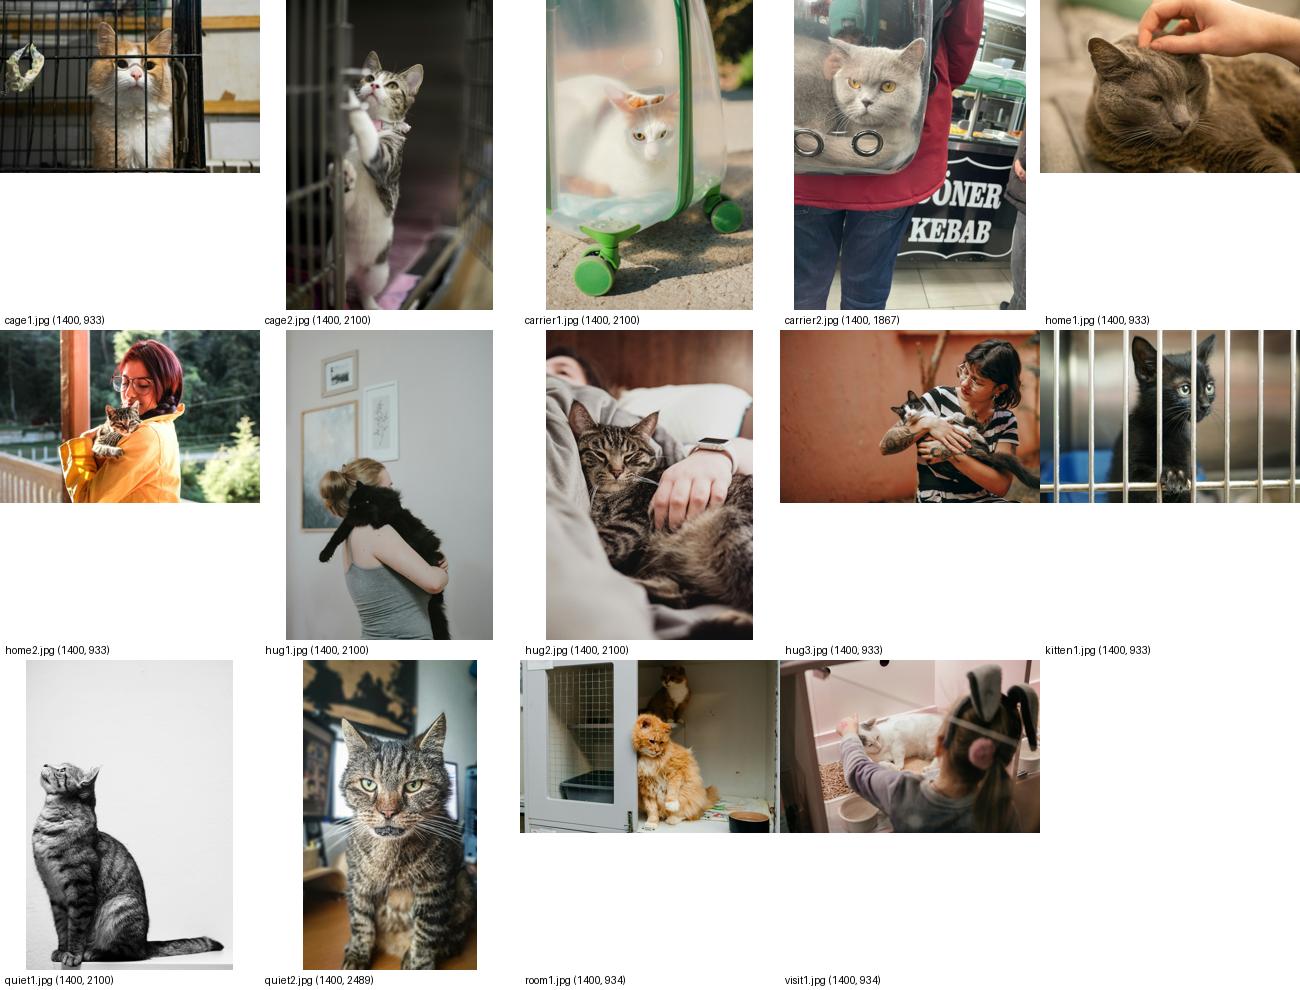 DÖNER
KEBAB
cage1.jpg (1400, 933)
cage2.jpg (1400, 2100)
carrier1.jpg (1400, 2100)
carrier2.jpg (1400, 1867)
home1.jpg (1400, 933)
home2.jpg (1400, 933)
hug1.jpg (1400, 2100)
hug2.jpg (1400, 2100)
hug3.jpg (1400, 933)
kitten1.jpg (1400, 933)
quiet1.jpg (1400, 2100)
quiet2.jpg (1400, 2489)
room1.jpg (1400, 934)
visit1.jpg (1400, 934)